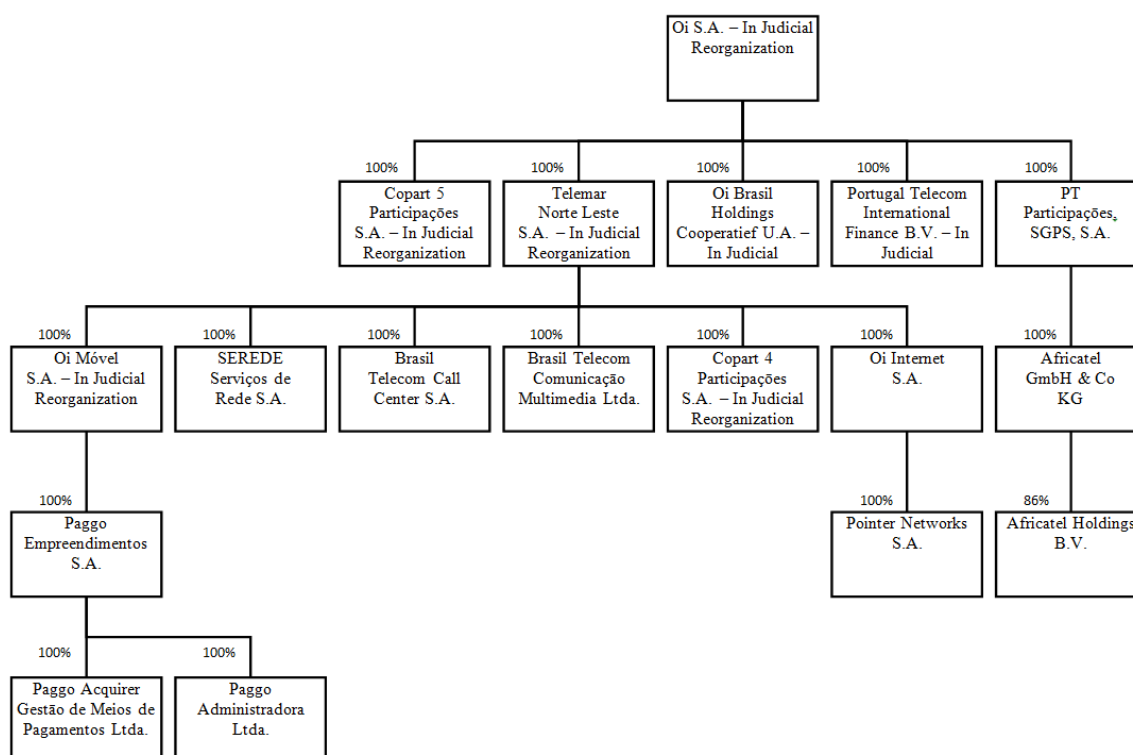 Oi S.A. – In Judicial
Reorganization
100%
100%
100%
100%
100%
Copart 5
Participações
S.A. – In Judicial
Reorganization
Telemar
Norte Leste
S.A. – In Judicial
Reorganization
Oi Brasil
Holdings
Cooperatief U.A. –
In Judicial
Portugal Telecom
International
Finance B.V. – In
Judicial
PT
Participações,
SGPS, S.A.
100%
100%
100%
100%
100%
100%
100%
Oi Móvel
S.A. – In Judicial
Reorganization
SEREDE
Serviços de
Rede S.A.
Brasil
Telecom Call
Center S.A.
Brasil Telecom
Comunicação
Multimedia Ltda.
Copart 4
Participações
S.A. – In Judicial
Reorganization
Oi Internet
S.A.
Africatel
GmbH & Co
KG
100%
100%
86%
Paggo
Empreendimentos
S.A.
Pointer Networks
S.A.
Africatel Holdings
B.V.
100%
100%
Paggo Acquirer
Gestão de Meios de
Pagamentos Ltda.
Paggo
Administradora
Ltda.